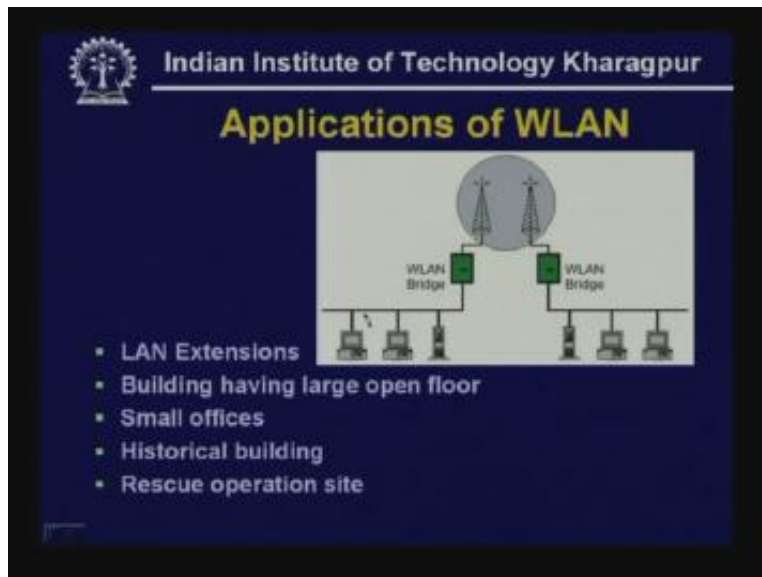 Indian Institute of Technology Kharagpur
Applications of WLAN
WLAN
Bridge
WLAN
Bridge
LAN Extensions
Building having large open floor
Small offices
Historical building
Rescue operation site